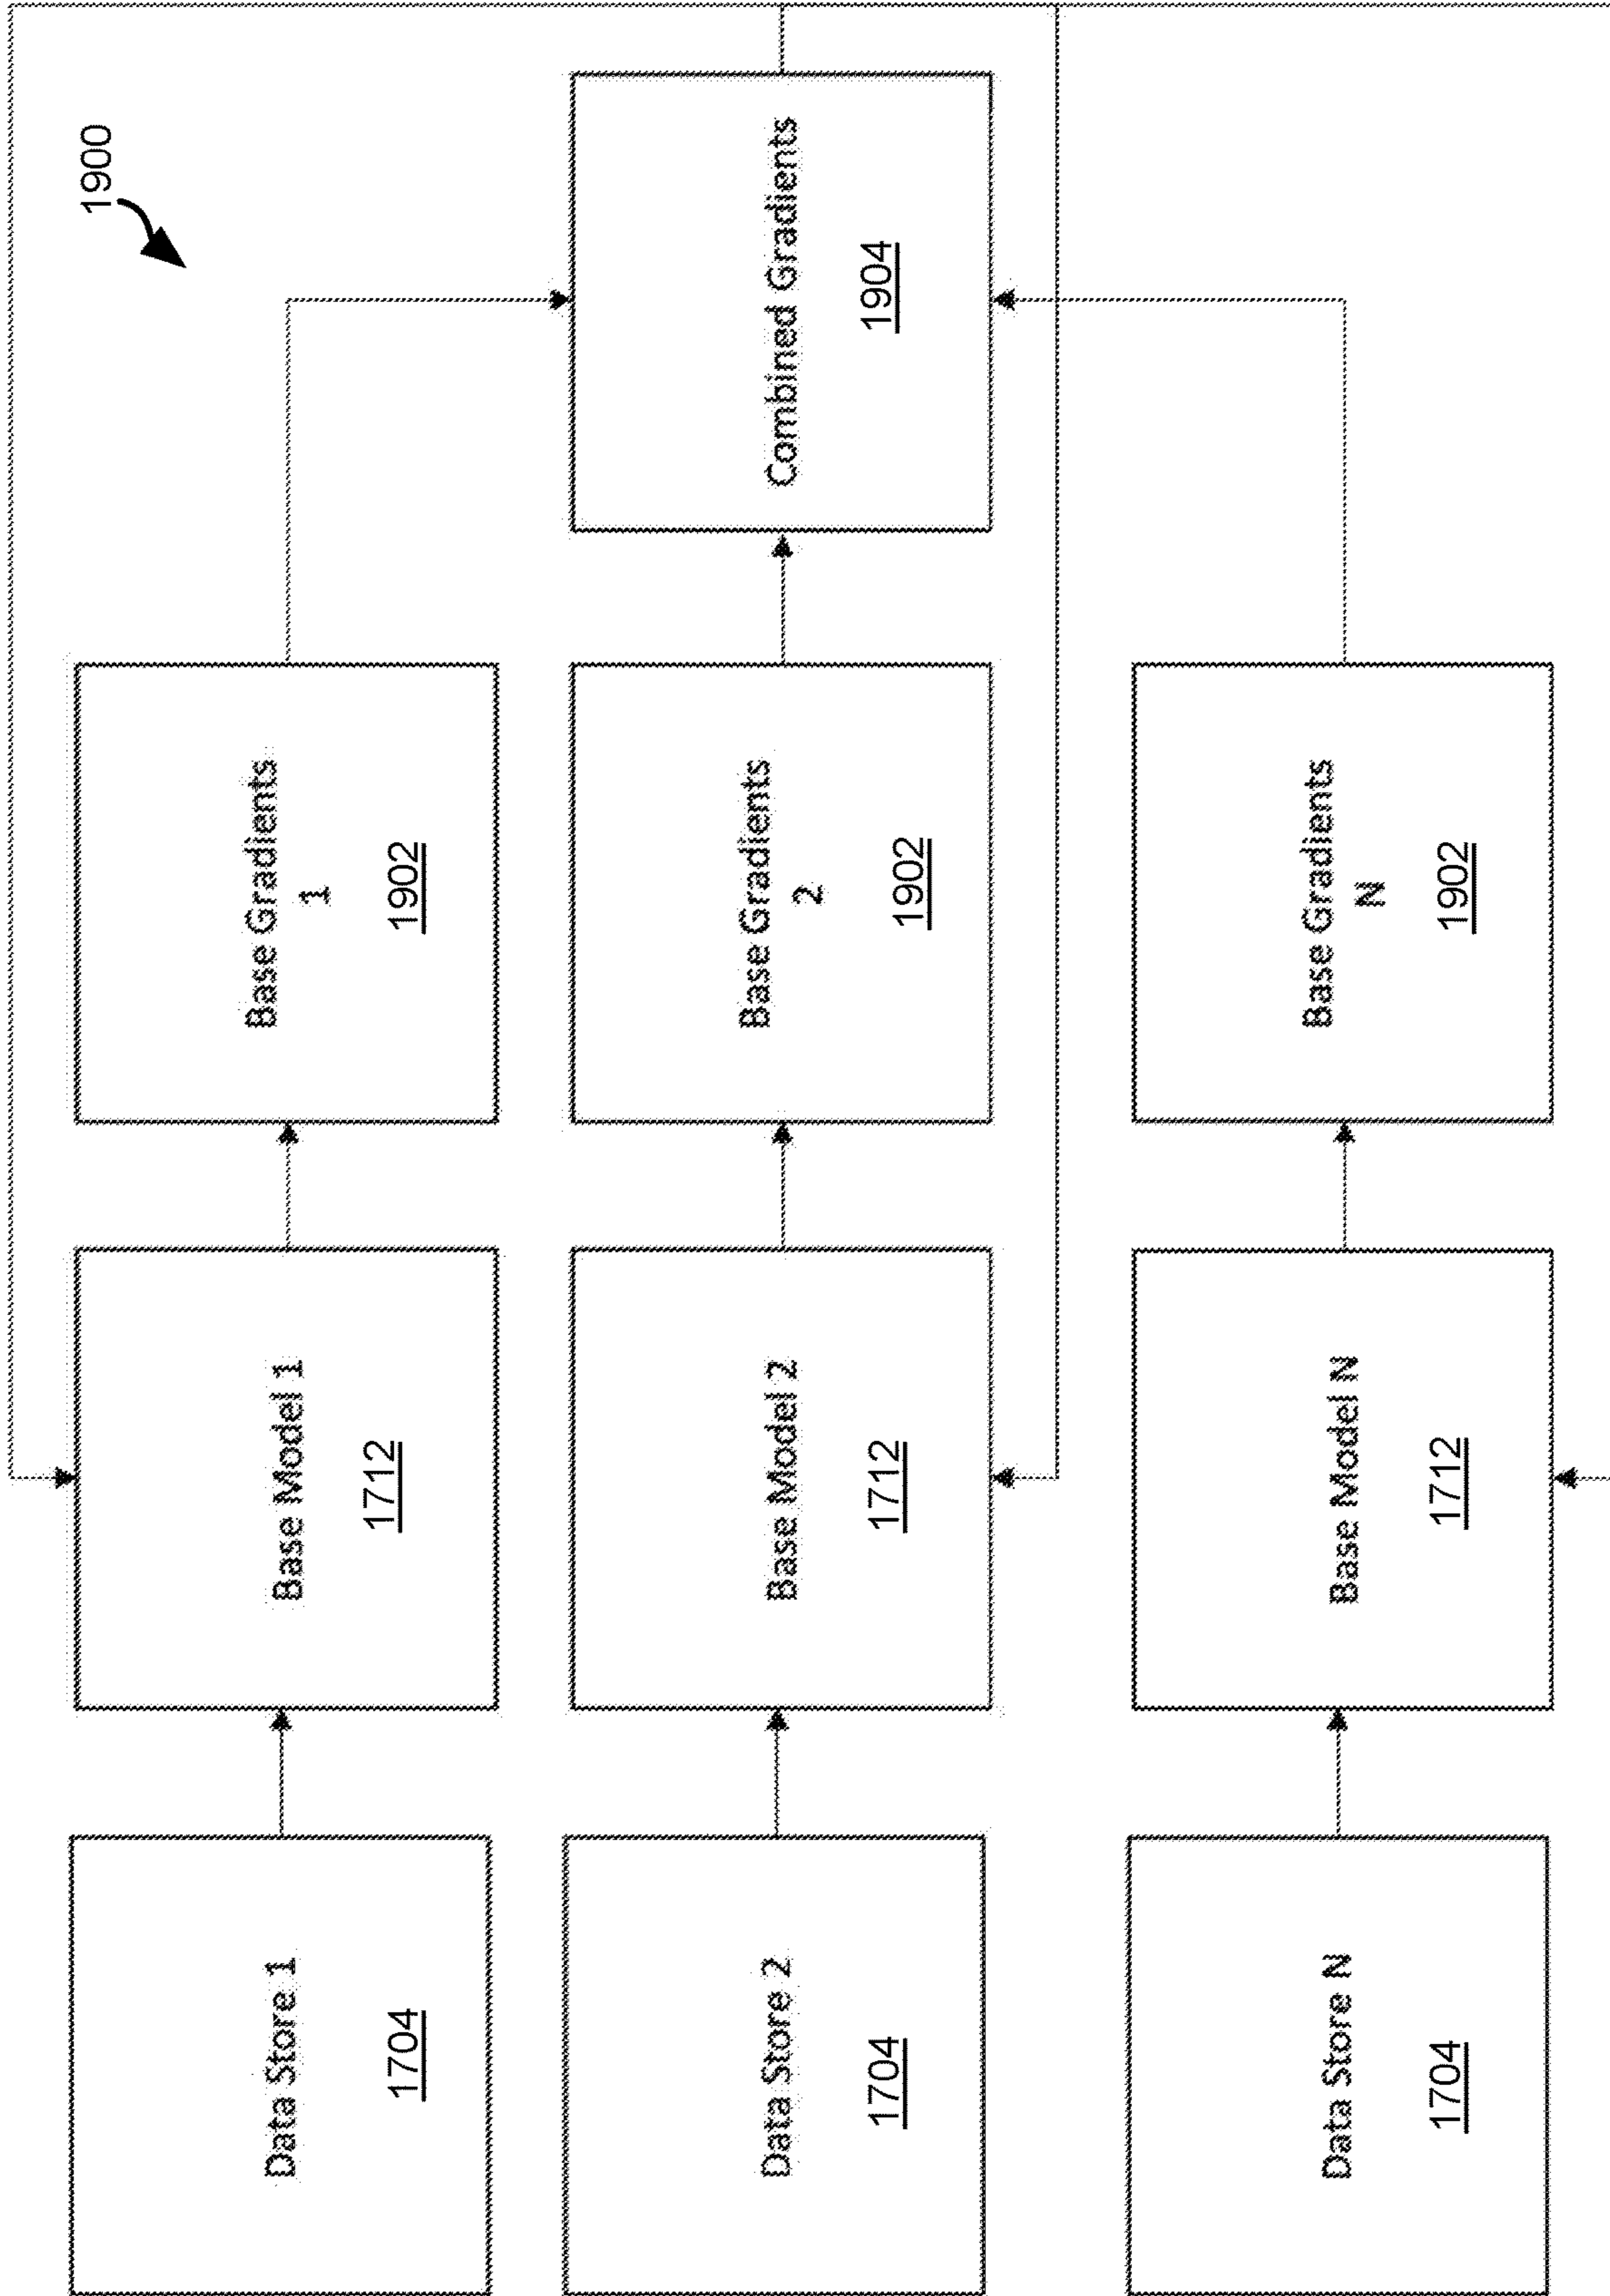 1900
Data Store 1
1704
Base Model 1
1712
Base Gradients
1
1902
Data Store 2
1704
Base Model 2
1712
Base Gradients
2
1902
Combined Gradients
1904
Data Store N
1704
Base Model N
1712
Base Gradients
N
1902